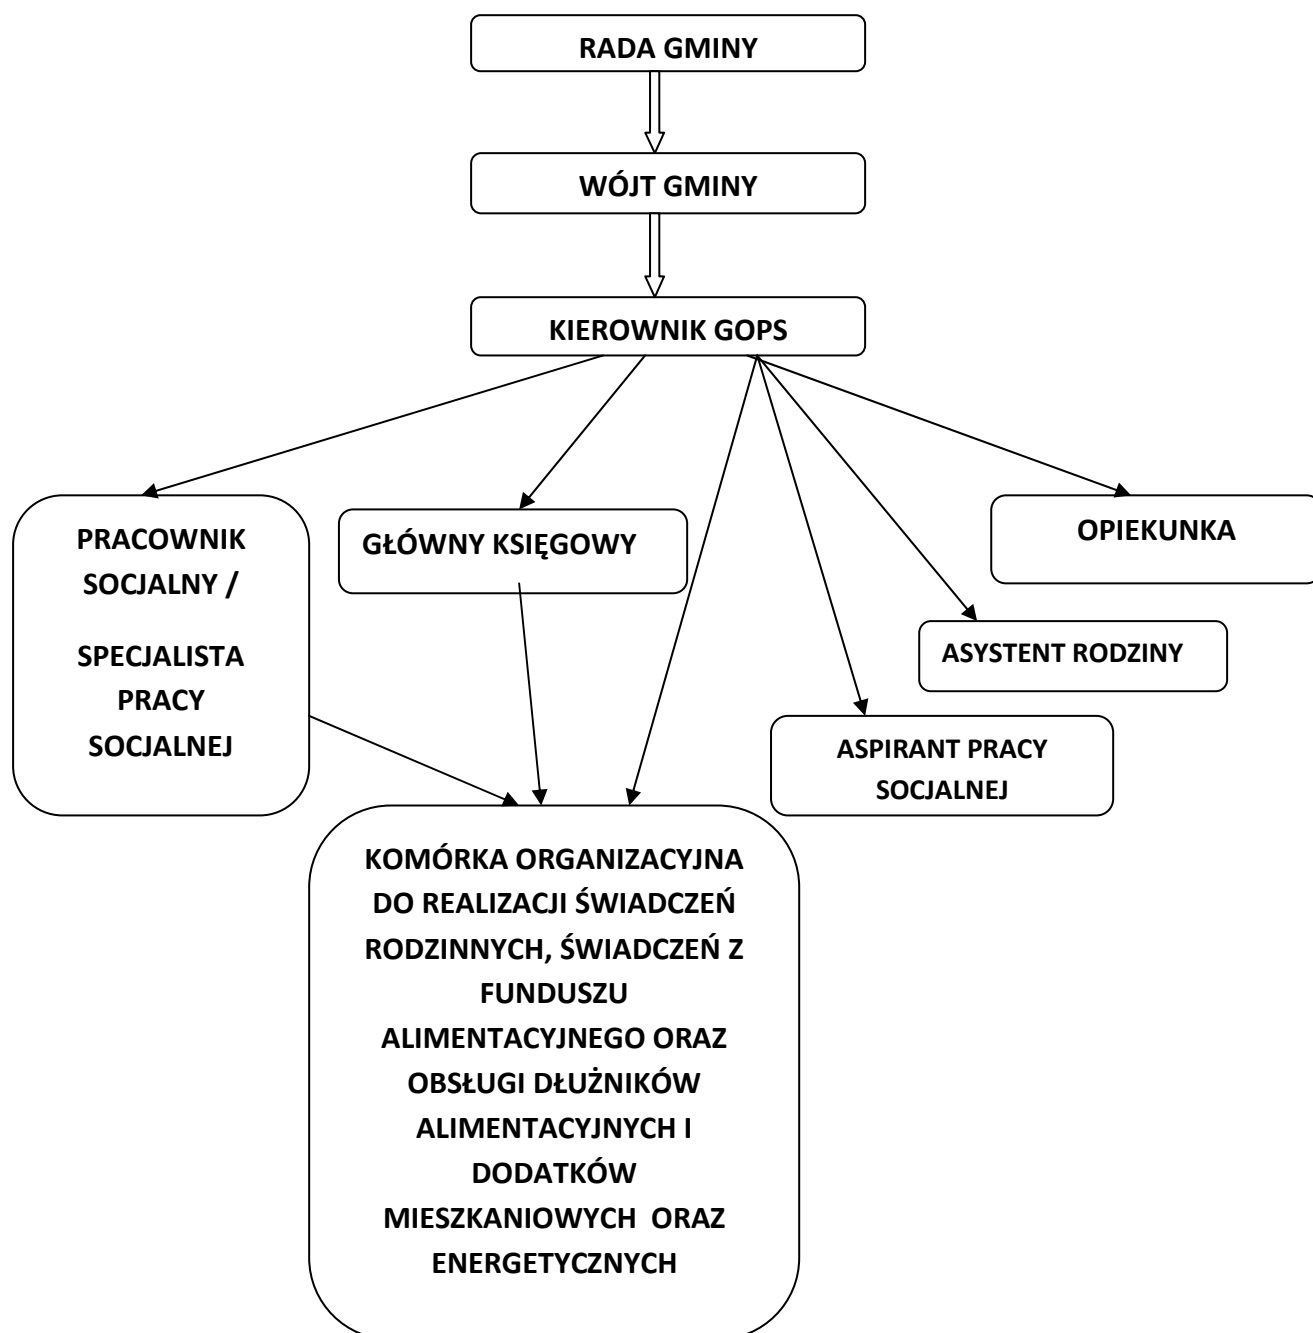 RADA GMINY
WÓJT GMINY
KIEROWNIK GOPS
PRACOWNIK
SOCJALNY /
SPECJALISTA
PRACY
SOCJALNEJ
GŁÓWNY KSIĘGOWY
OPIEKUNKA
ASYSTENT RODZINY
ASPIRANT PRACY
SOCJALNEJ
KOMÓRKA ORGANIZACYJNA
DO REALIZACJI ŚWIADCZEŃ
RODZINNYCH, ŚWIADCZEŃ Z
FUNDUSZU
ALIMENTACYJNEGO ORAZ
OBSŁUGI DŁUŻNIKÓW
ALIMENTACYJNYCH I
DODATKÓW
MIESZKANIOWYCH ORAZ
ENERGETYCZNYCH